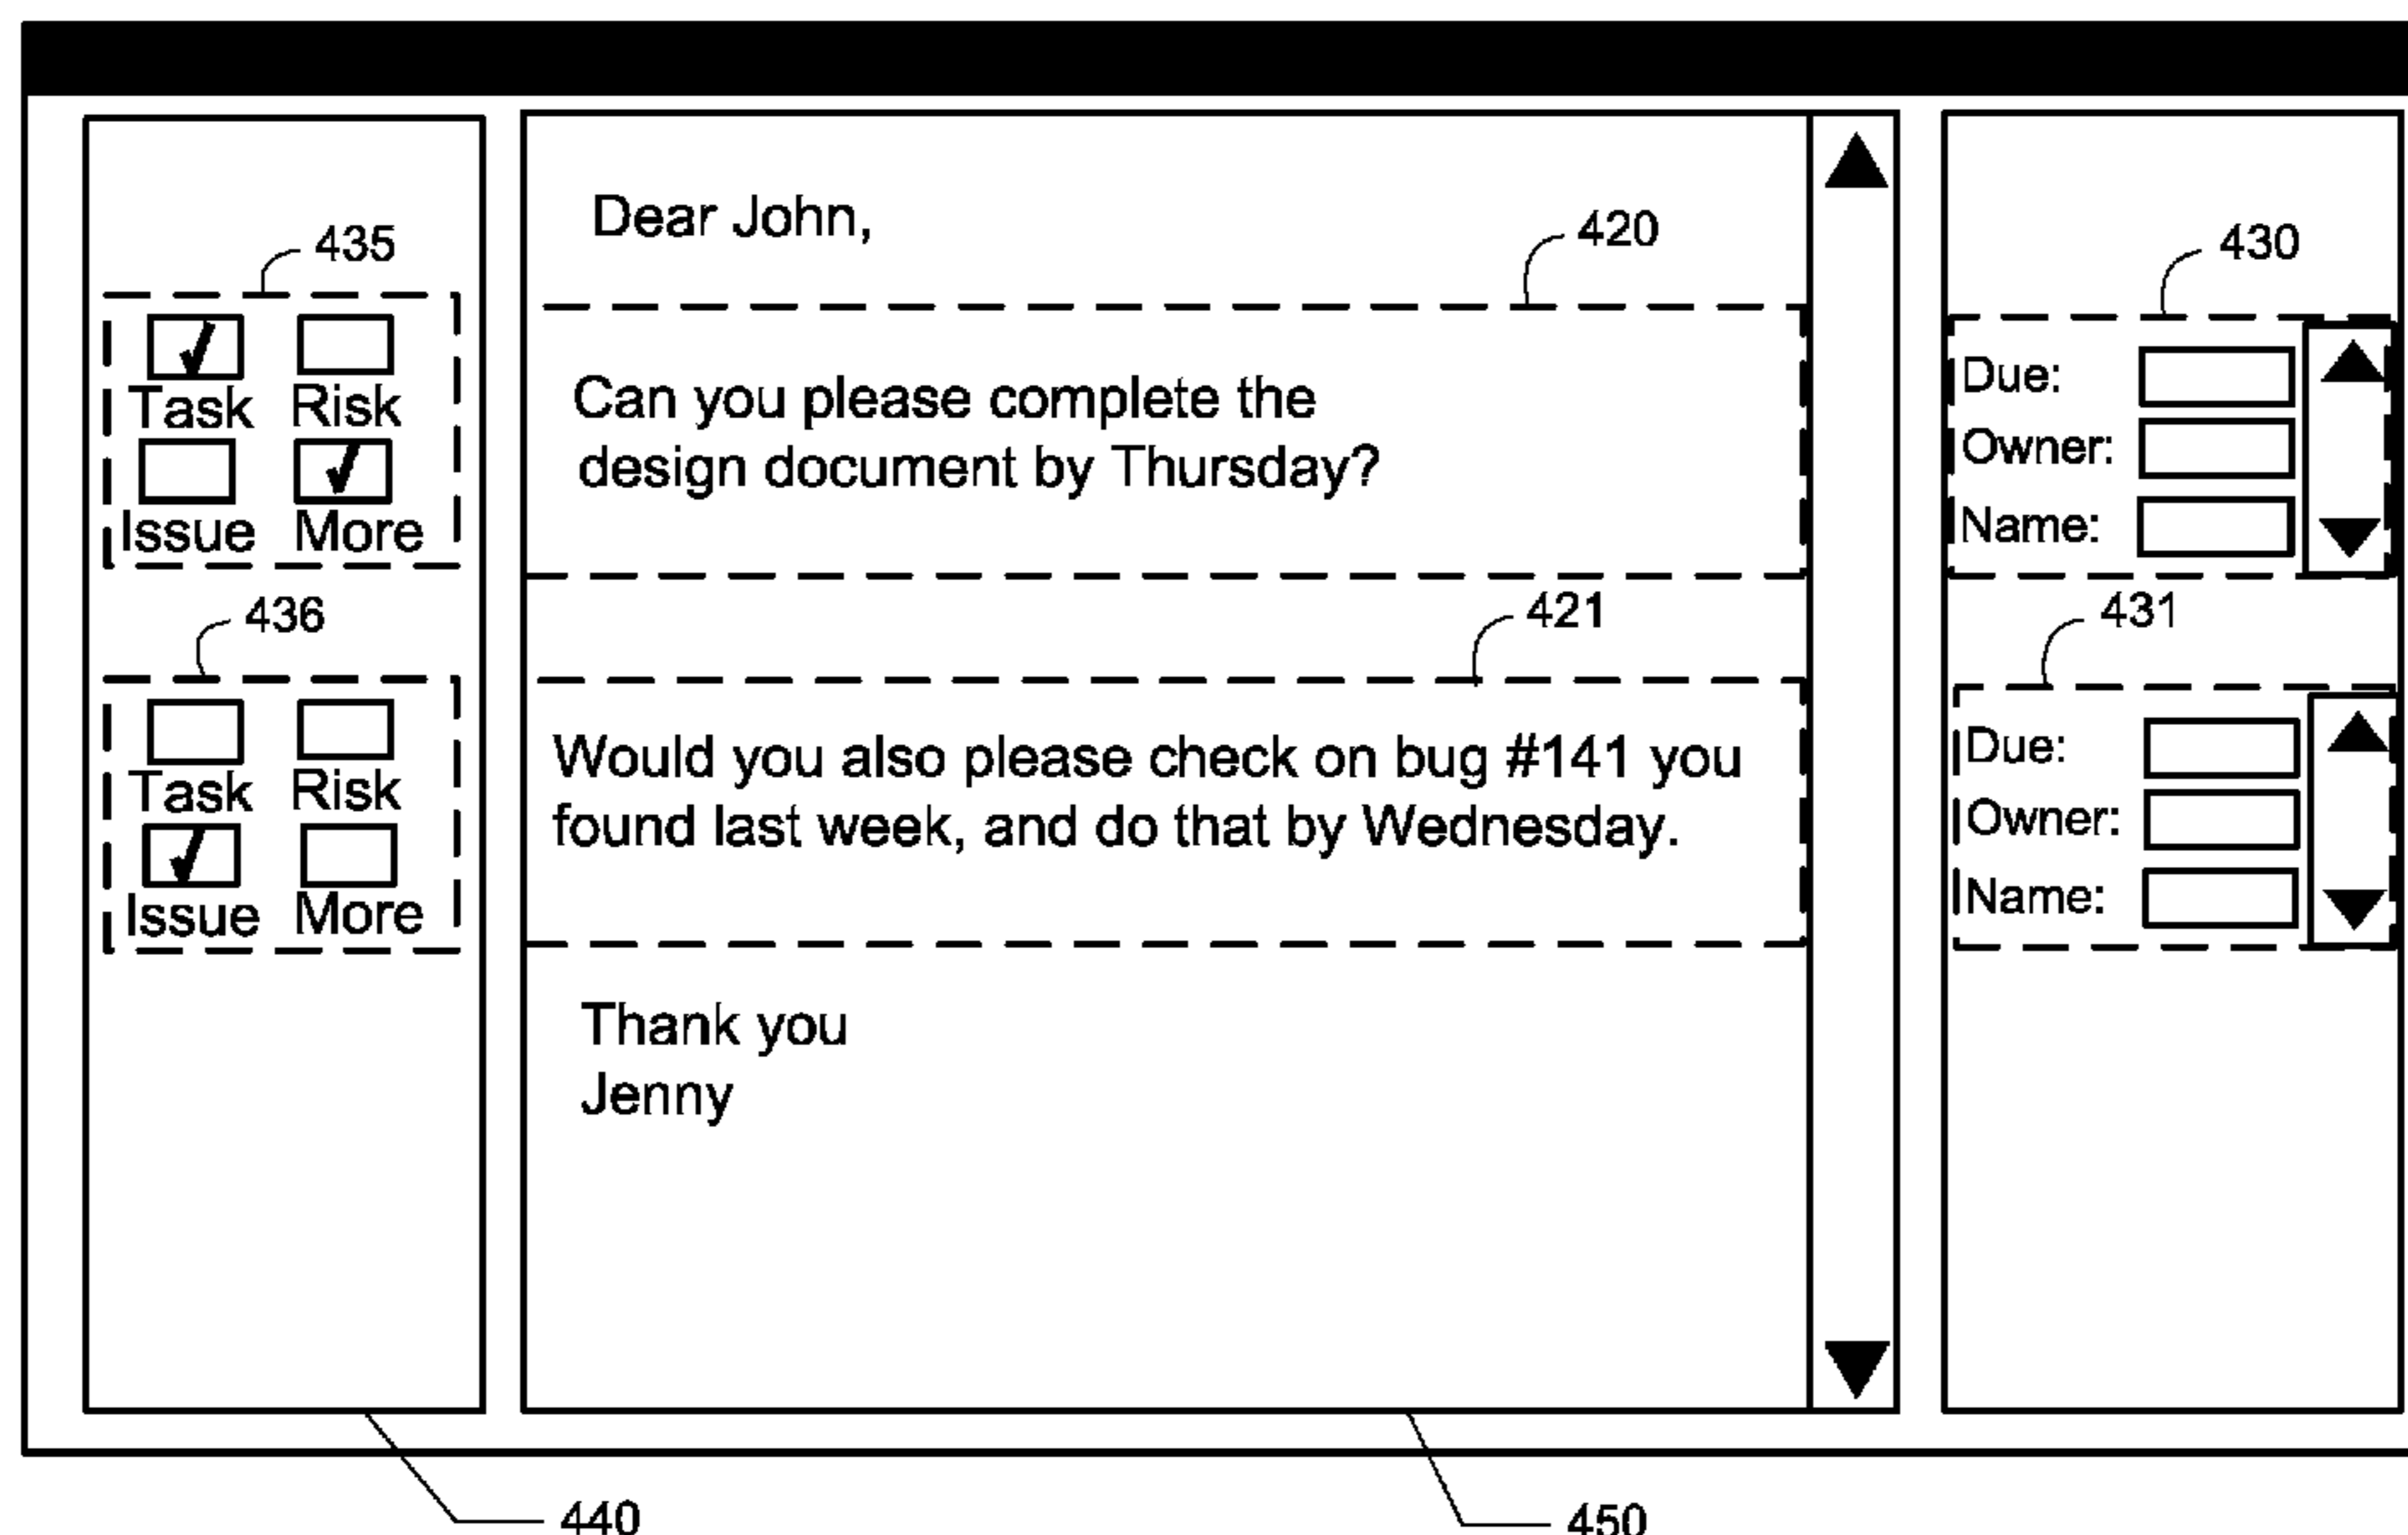 435
Task Risk
Issue More
436
Task Risk
Issue More
440
Dear John,
420
Can you please complete the
design document by Thursday?
421
Would you also please check on bug #141 you
found last week, and do that by Wednesday.
Thank you
Jenny
450
430
Due:
Owner:
Name:
431
Due:
Owner:
Name: